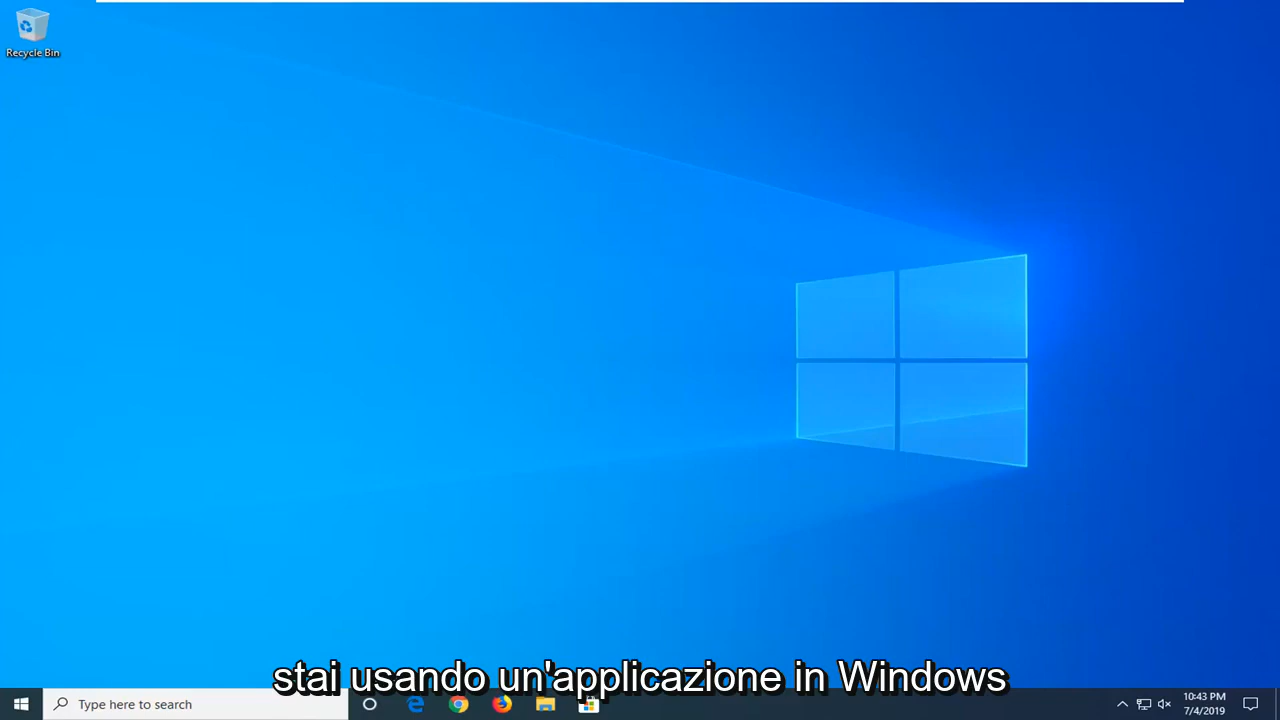 Recycle Bin
stai usando un'applicazione in Windows
Type here to search
10:43 PM
7/4/2019